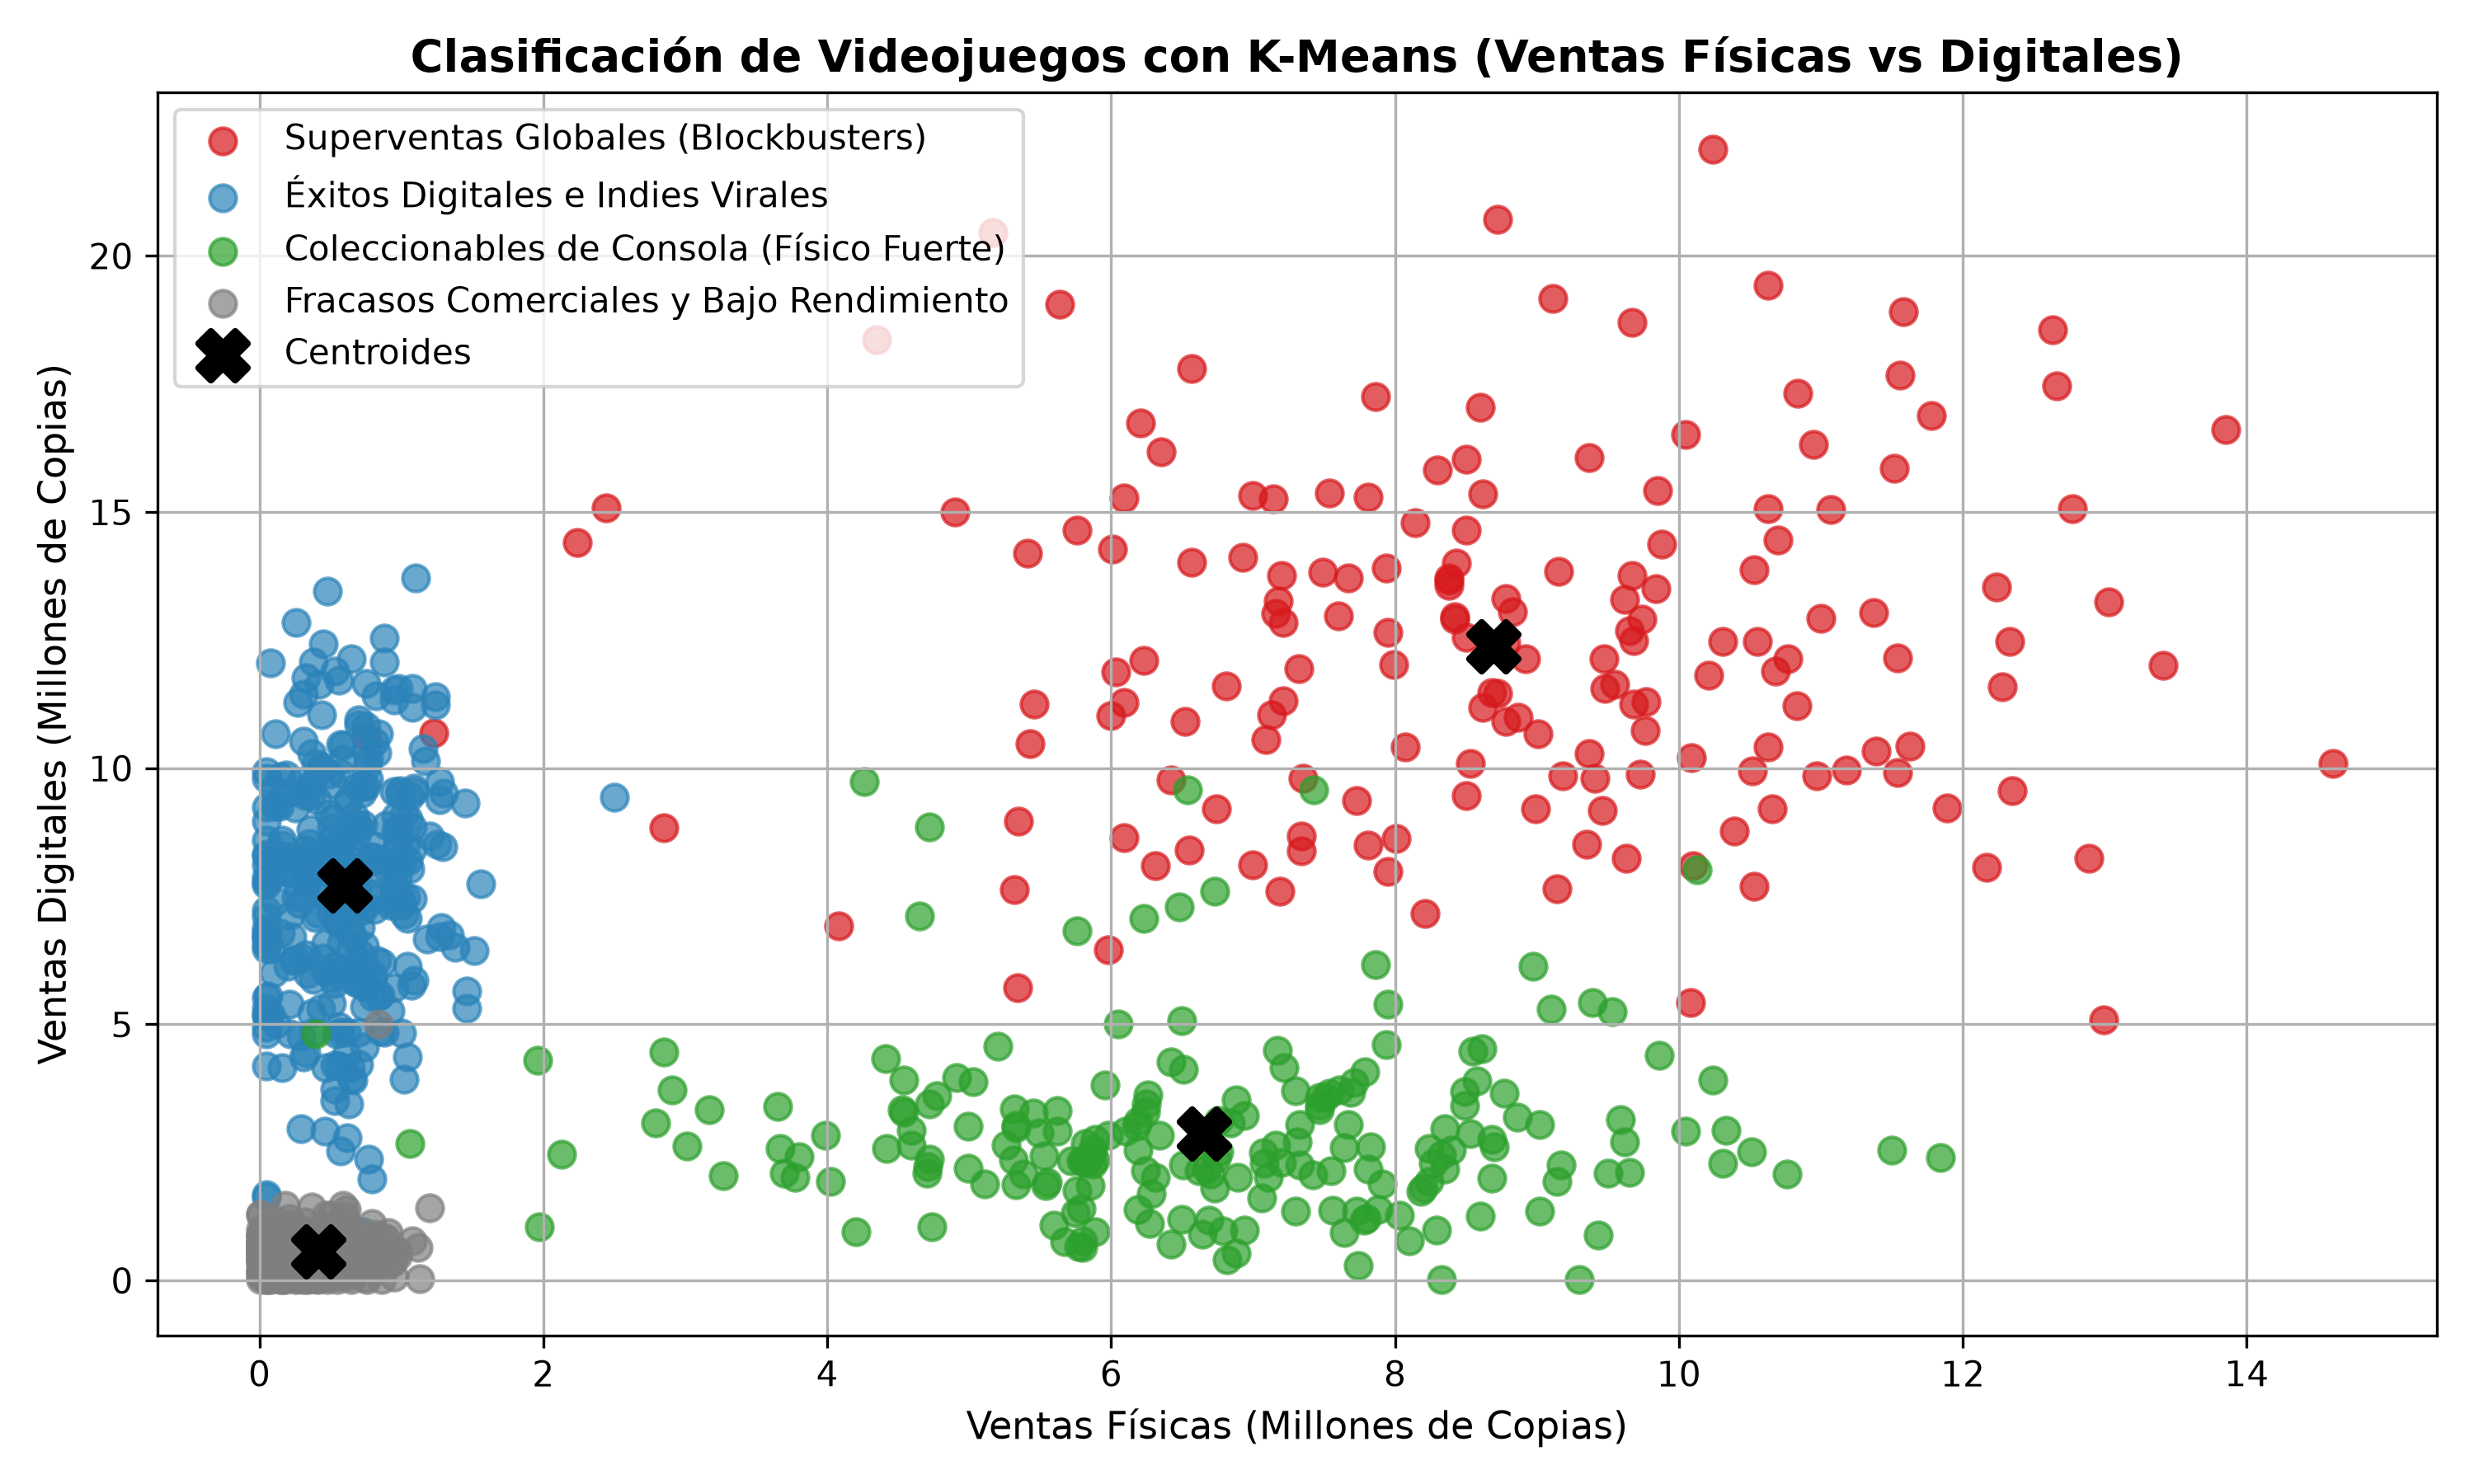 Clasificación de Videojuegos con K-Means (Ventas Físicas vs Digitales)
Superventas Globales (Blockbusters)
Éxitos Digitales e Indies Virales
Coleccionables de Consola (Físico Fuerte)
Fracasos Comerciales y Bajo Rendimiento
Centroides
Ventas Digitales (Millones de Copias)
20
15
10
5
0
0 2 4 6 8 10 12 14
Ventas Físicas (Millones de Copias)